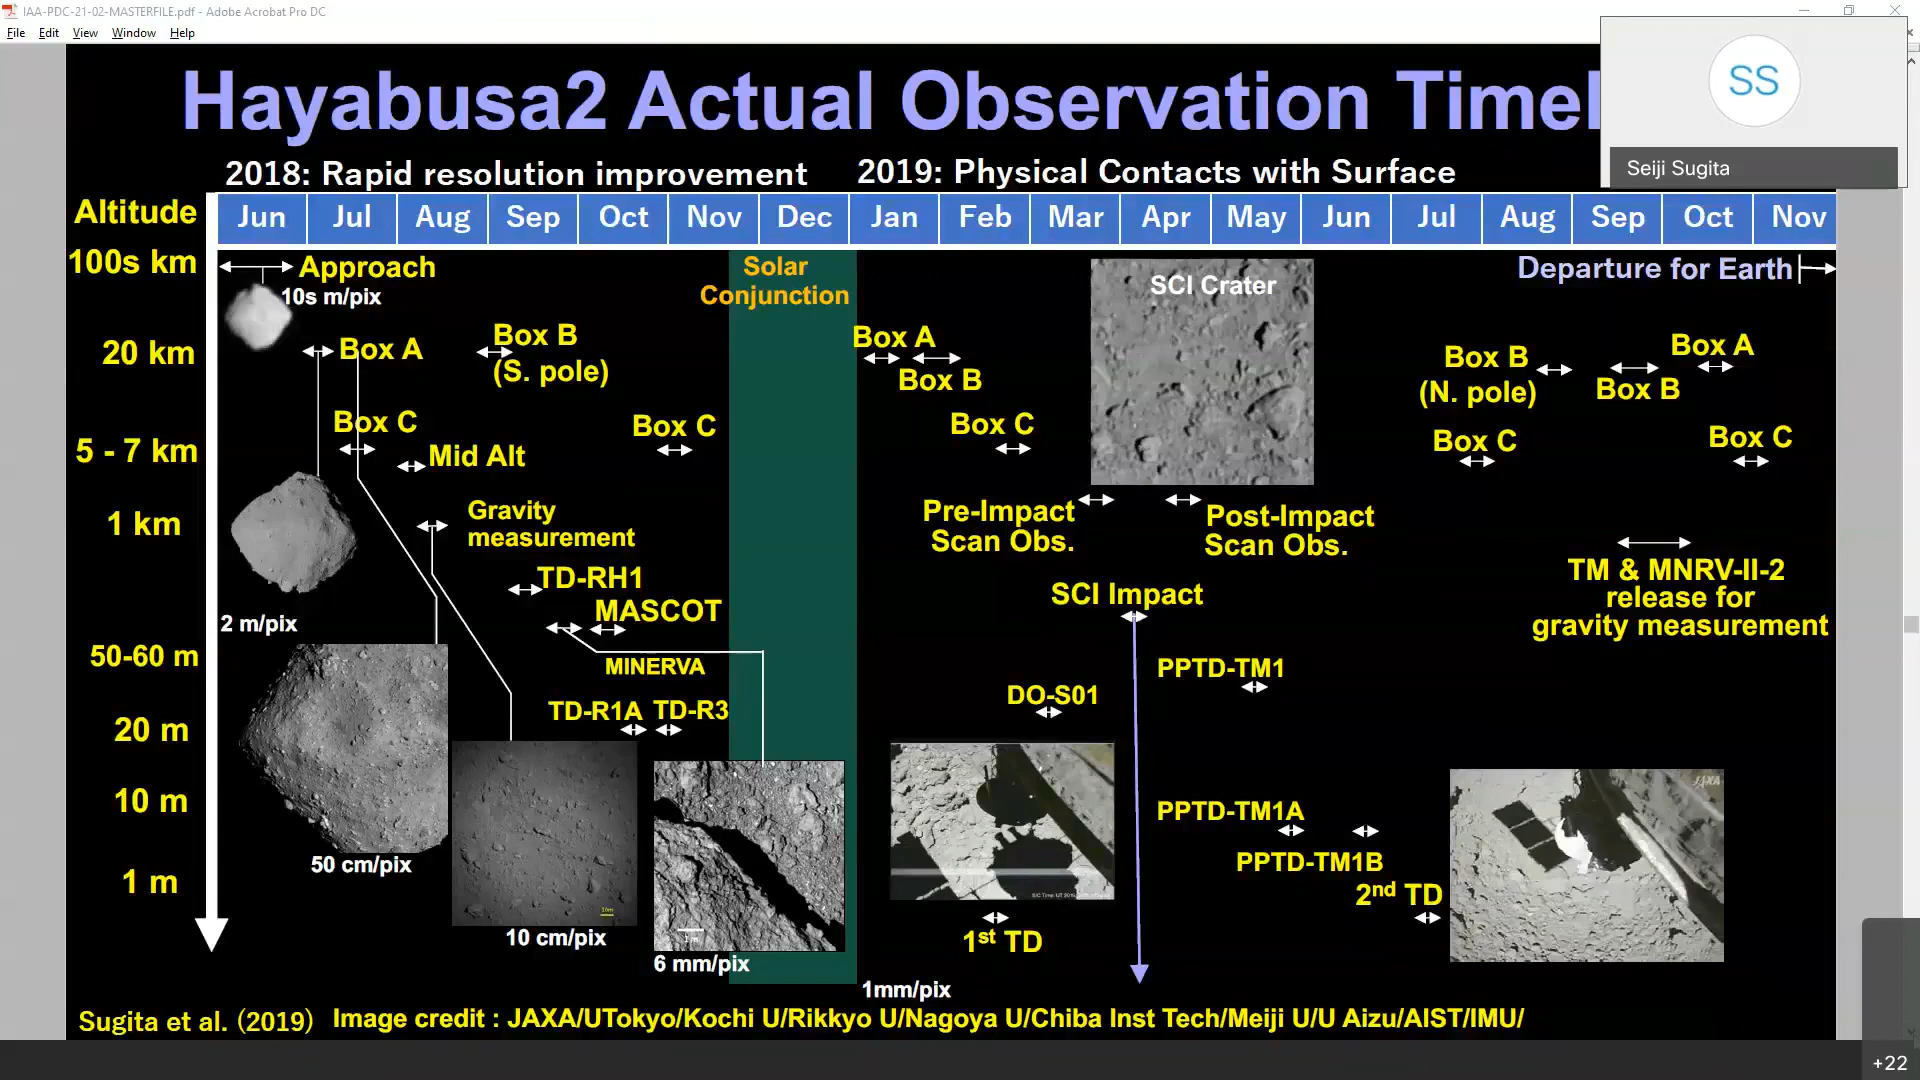 IAA-PDC-21-02-MASTERFILE.pdf - Adobe Acrobat Pro DC
File Edit View Window Help
SS
Seiji Sugita
Hayabusa2 Actual Observation Timel
2018: Rapid resolution improvement
2019: Physical Contacts with Surface
Altitude
Jun Jul Aug Sep Oct Nov Dec Jan Feb Mar Apr May Jun Jul Aug Sep Oct Nov
100s km
Approach
10s m/pix
Solar
Conjunction
SCI Crater
Departure for Earth
20 km
Box A
Box B
(S. pole)
Box A
Box B
Box B
(N. pole)
Box B
Box A
5 - 7 km
Box C
Mid Alt
Box C
Box C
Box C
Box C
1 km
Gravity
measurement
Pre-Impact
Scan Obs.
Post-Impact
Scan Obs.
TD-RH1
MASCOT
SCI Impact
TM & MNRV-II-2
release for
gravity measurement
2 m/pix
50-60 m
MINERVA
PPTD-TM1
DO-S01
20 m
TD-R1A TD-R3
10 m
PPTD-TM1A
JAXA
PPTD-TM1B
1 m
50 cm/pix
2nd TD
10m
1 m
10 cm/pix
1st TD
6 mm/pix
1mm/pix
Sugita et al. (2019)
Image credit : JAXA/UTokyo/Kochi U/Rikkyo U/Nagoya U/Chiba Inst Tech/Meiji U/U Aizu/AIST/IMU/
+22